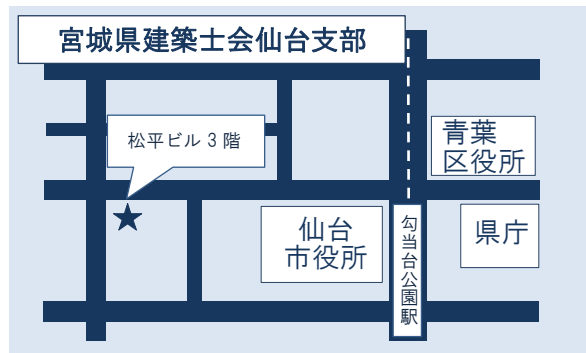 宮城県建築士会仙台支部
松平ビル3階
青葉
区役所
仙台
市役所
勾当台公園駅
県庁